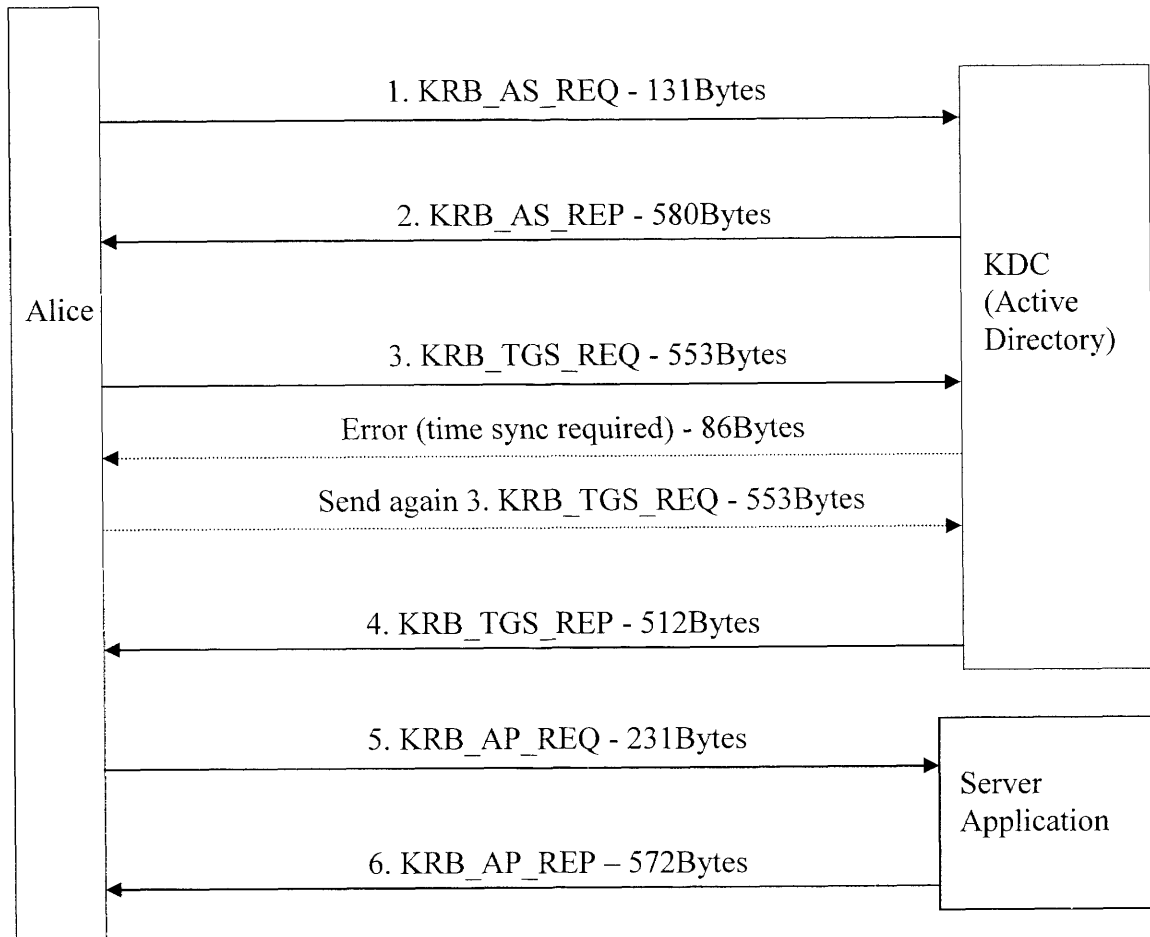 1. KRB_AS_REQ - 131Bytes
2. KRB_AS_REP - 580Bytes
KDC
(Active
Directory)
Alice
3. KRB_TGS_REQ - 553Bytes
Error (time sync required) - 86Bytes
Send again 3. KRB_TGS_REQ - 553Bytes
4. KRB_TGS_REP - 512Bytes
5. KRB_AP_REQ - 231Bytes
Server
Application
6. KRB_AP_REP – 572Bytes